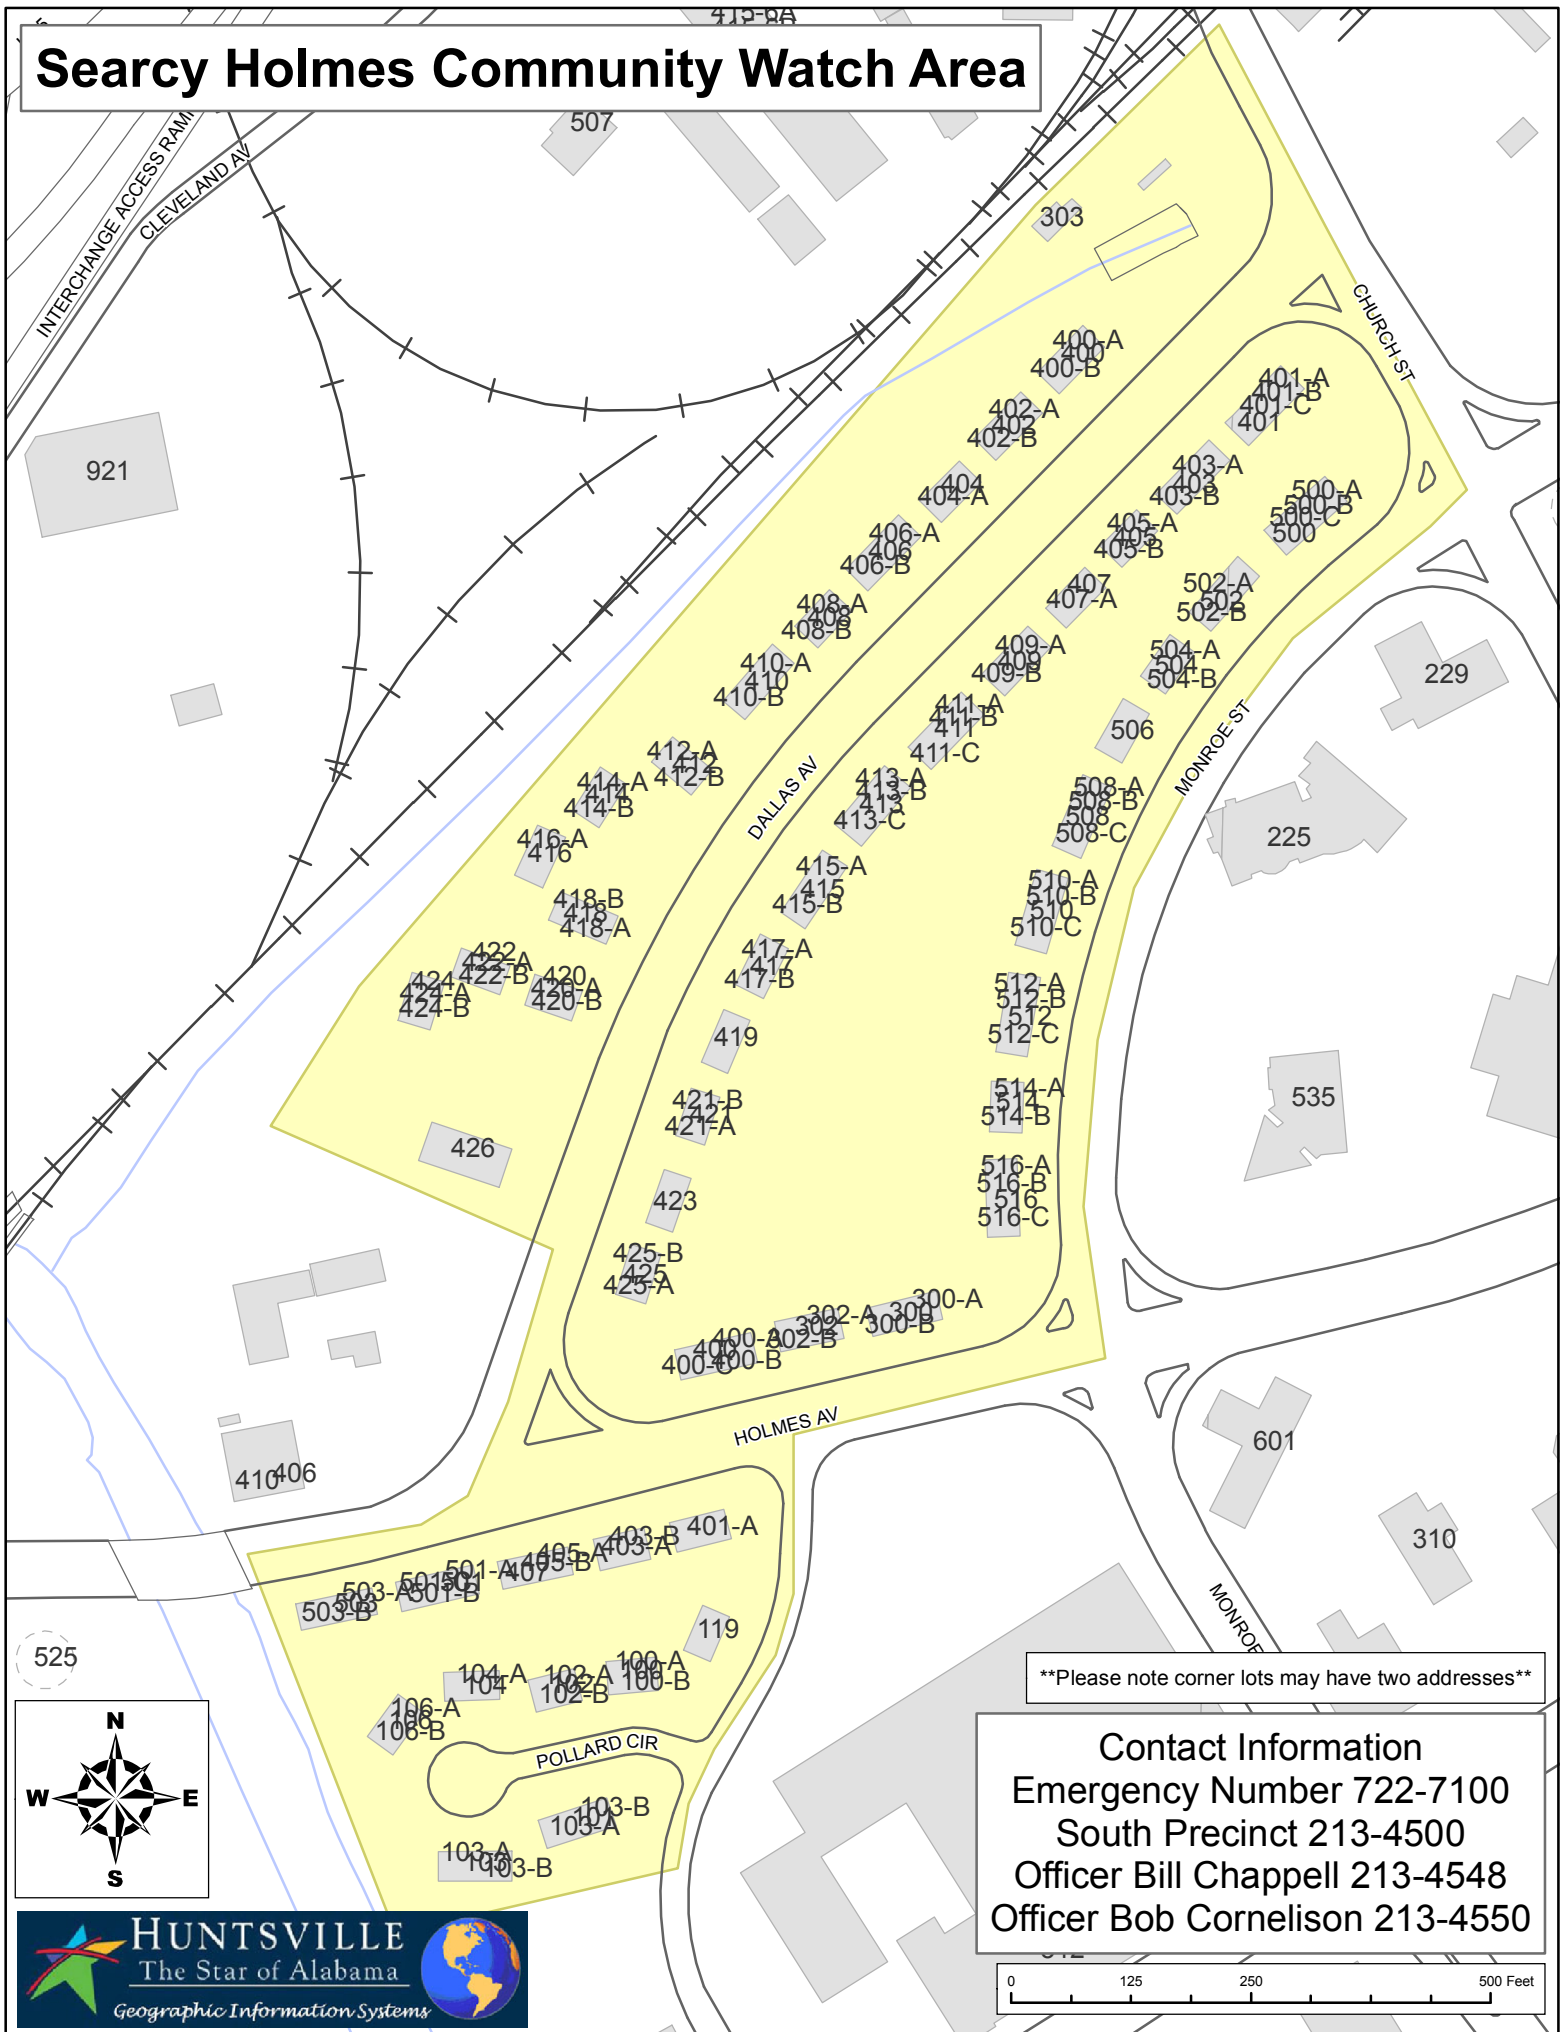 415-6A
Searcy Holmes Community Watch Area
507
INTERCHANGE ACCESS RAMP
CLEVELAND AV
303
CHURCH ST
400-A
400
400-B
401-A
401-B
401-C
401
402-A
402
402-B
403-A
403
403-B
921
404
404-A
500-A
500-B
500-C
500
405-A
405
405-B
406-A
406
406-B
407
407-A
502-A
502
502-B
408-A
408
408-B
409-A
409
409-B
504-A
504
504-B
229
410-A
410
410-B
411-A
411-B
411
411-C
506
MONROE ST
412-A
412
412-B
414-A
414
414-B
DALLAS AV
413-A
413-B
413
413-C
508-A
508-B
508
508-C
225
416-A
416
415-A
415
415-B
510-A
510-B
510
510-C
418-B
418
418-A
417-A
417
417-B
422
422-A
422-B
420
420-A
420-B
424
424-A
424-B
512-A
512-B
512
512-C
419
514-A
514
514-B
535
421-B
421
421-A
426
516-A
516-B
516
516-C
423
425-B
425
425-A
300-A
300
300-B
302-A
302
302-B
400-A
400
400-B
400-C
HOLMES AV
601
410
406
401-A
403-B
403-A
405-A
405-B
407
310
501-A
501
501
501-B
503-A
503
503-B
MONROE
119
525
100-A
100
100-B
104-A
104
102-A
102
102-B
106-A
106
106-B
**Please note corner lots may have two addresses**
POLLARD CIR
N
W
E
S
103-B
101
103-A
103-A
103
103-B
Contact Information
Emergency Number 722-7100
South Precinct 213-4500
Officer Bill Chappell 213-4548
Officer Bob Cornelison 213-4550
HUNTSVILLE
The Star of Alabama
Geographic Information Systems
0 125 250 500 Feet